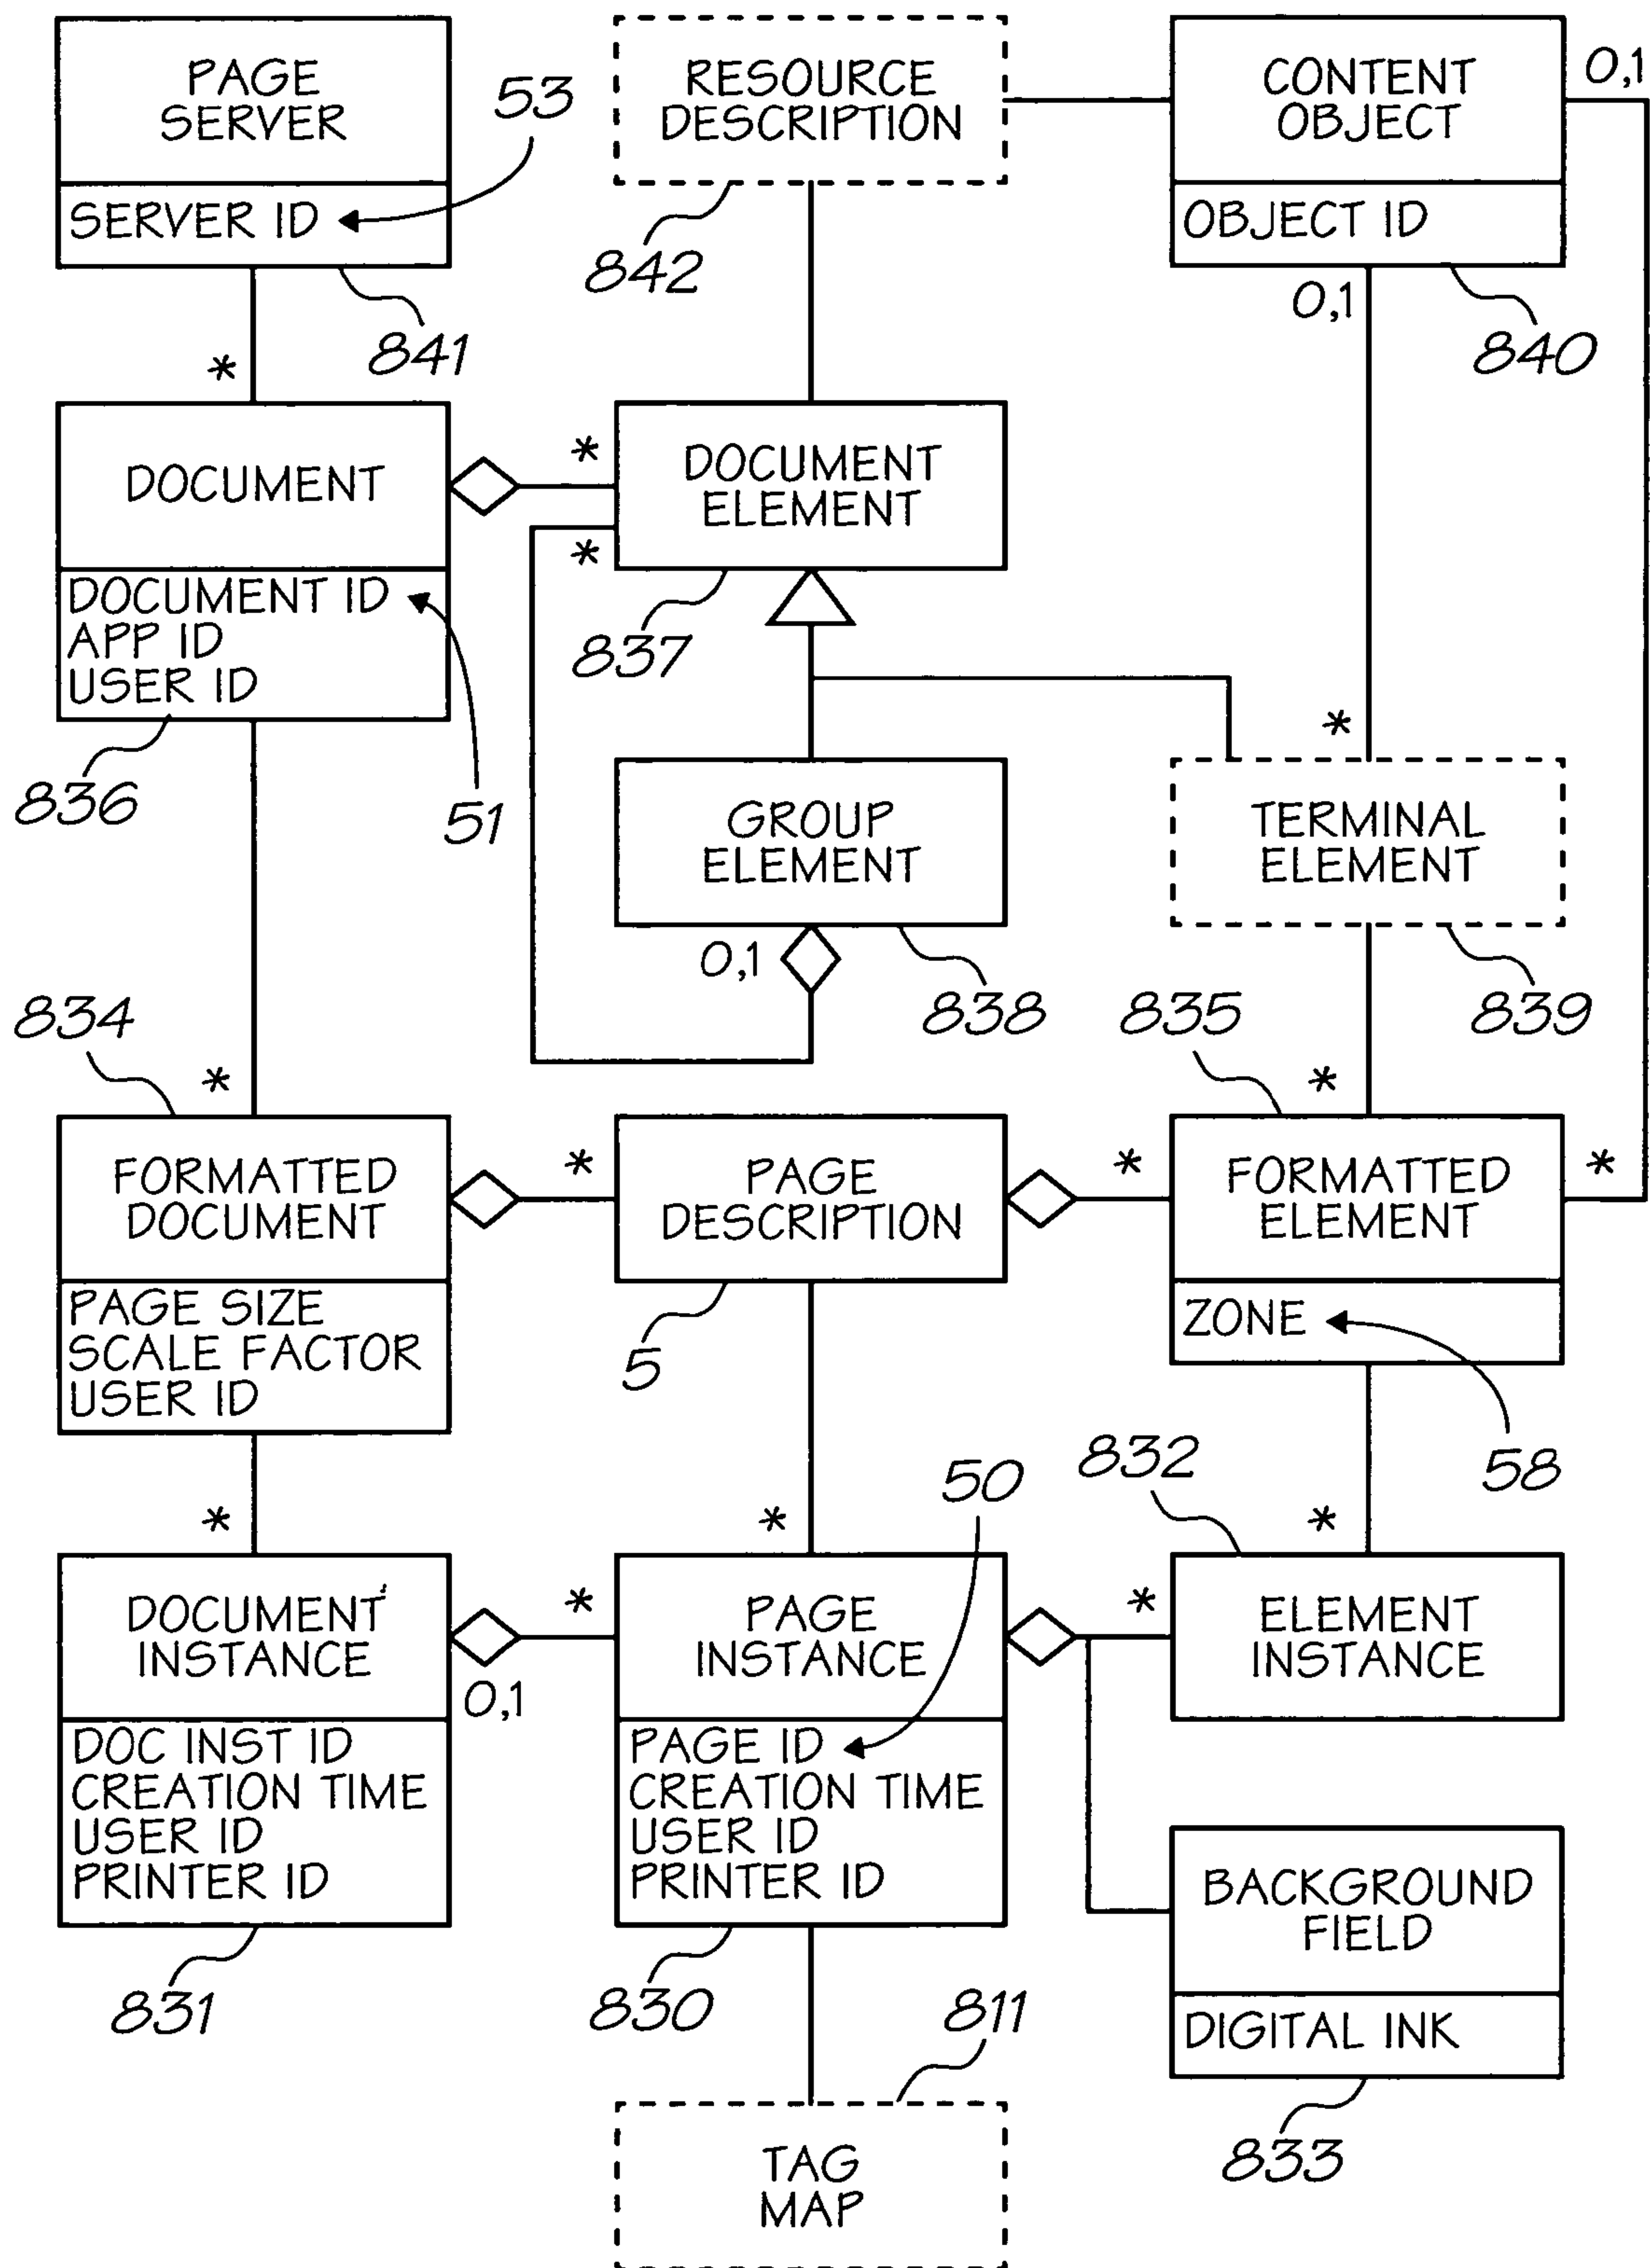 PAGE
SERVER
SERVER ID
53
841
RESOURCE
DESCRIPTION
842
CONTENT
OBJECT
OBJECT ID
0,1
0,1
840
*
DOCUMENT
DOCUMENT ID
APP ID
USER ID
836
51
*
*
DOCUMENT
ELEMENT
837
GROUP
ELEMENT
0,1
838
*
TERMINAL
ELEMENT
839
834
*
FORMATTED
DOCUMENT
PAGE SIZE
SCALE FACTOR
USER ID
*
PAGE
DESCRIPTION
5
835
*
*
*
FORMATTED
ELEMENT
ZONE
58
*
DOCUMENT
INSTANCE
DOC INST ID
CREATION TIME
USER ID
PRINTER ID
831
0,1
*
*
50
PAGE
INSTANCE
PAGE ID
CREATION TIME
USER ID
PRINTER ID
830
832
*
*
ELEMENT
INSTANCE
BACKGROUND
FIELD
DIGITAL INK
833
811
TAG
MAP